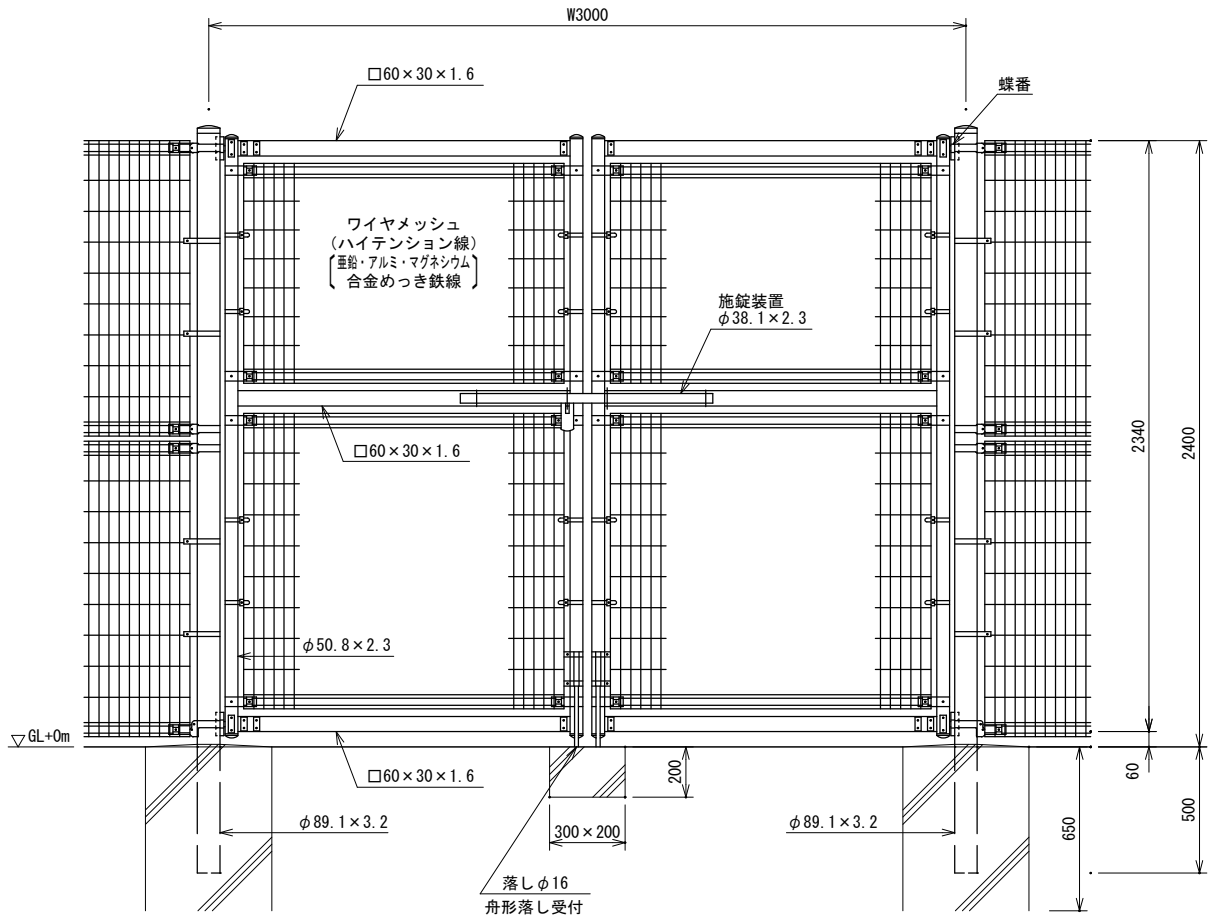 W3000
□60×30×1.6
蝶番
ワイヤメッシュ
(ハイテンション線)
亜鉛・アルミ・マグネシウム
合金めっき鉄線
施錠装置
φ38.1×2.3
□60×30×1.6
2340
2400
φ50.8×2.3
▽GL+0m
□60×30×1.6
200
60
φ89.1×3.2
300×200
φ89.1×3.2
650
500
落しφ16
舟形落し受付